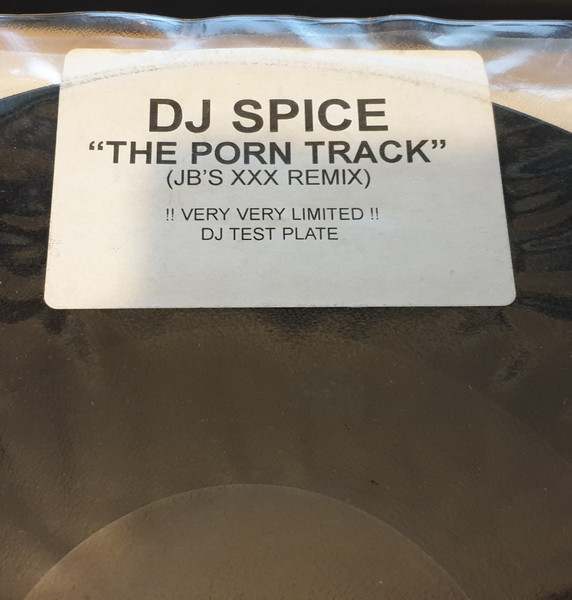 DJ SPICE
“THE PORN TRACK”
(JB’S XXX REMIX)
!! VERY VERY LIMITED !!
DJ TEST PLATE